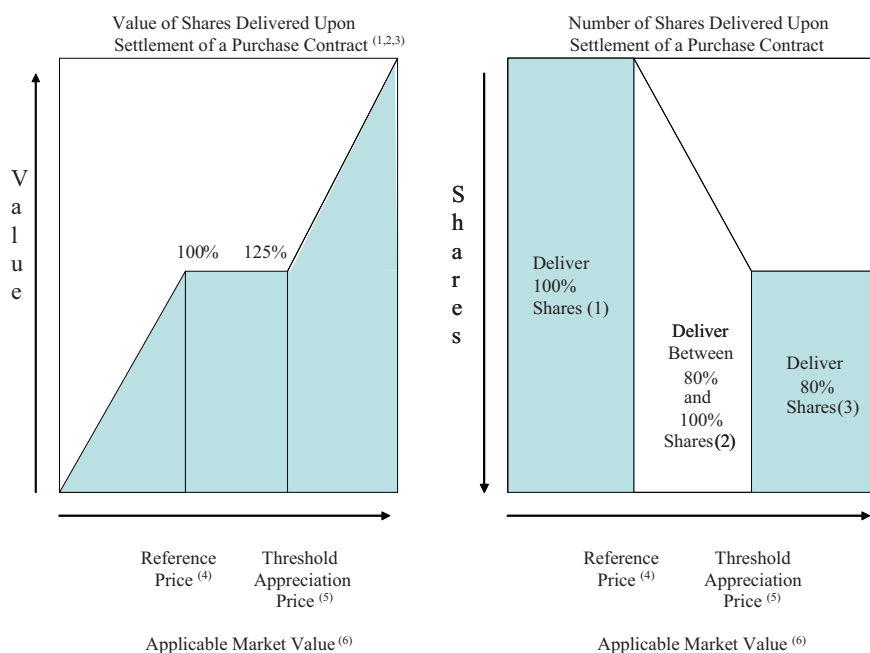 Value of Shares Delivered Upon
Settlement of a Purchase Contract (1,2,3)
Value
100%
125%
Reference
Price (4)
Threshold
Appreciation
Price (5)
Applicable Market Value (6)
Number of Shares Delivered Upon
Settlement of a Purchase Contract
Shares
Deliver
100%
Shares (1)
Deliver
Between
80%
and
100%
Shares(2)
Deliver
80%
Shares(3)
Reference
Price (4)
Threshold
Appreciation
Price (5)
Applicable Market Value (6)